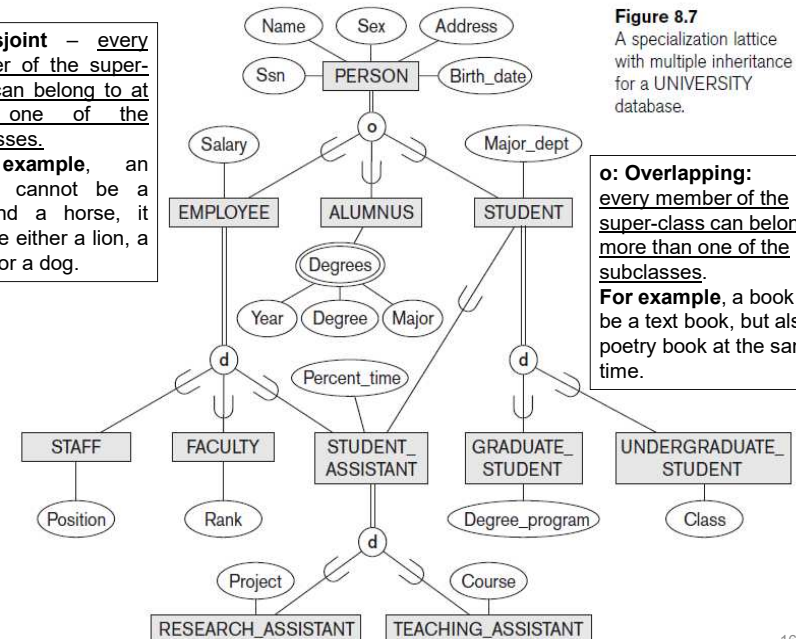 Name
Sex
Address
Figure 8.7
A specialization lattice
with multiple inheritance
for a UNIVERSITY
database.
Ssn
PERSON
Birth_date
sjoint – every
er of the super-
can belong to at
one of the
sses.
example, an
cannot be a
nd a horse, it
e either a lion, a
or a dog.
o
Salary
Major_dept
o: Overlapping:
every member of the
super-class can belon
more than one of the
subclasses.
For example, a book
be a text book, but als
poetry book at the sar
time.
EMPLOYEE
ALUMNUS
STUDENT
Degrees
Year
Degree
Major
d
d
Percent_time
STAFF
FACULTY
STUDENT_
ASSISTANT
GRADUATE_
STUDENT
UNDERGRADUATE_
STUDENT
Position
Rank
Degree_program
Class
d
Project
Course
RESEARCH_ASSISTANT
TEACHING_ASSISTANT